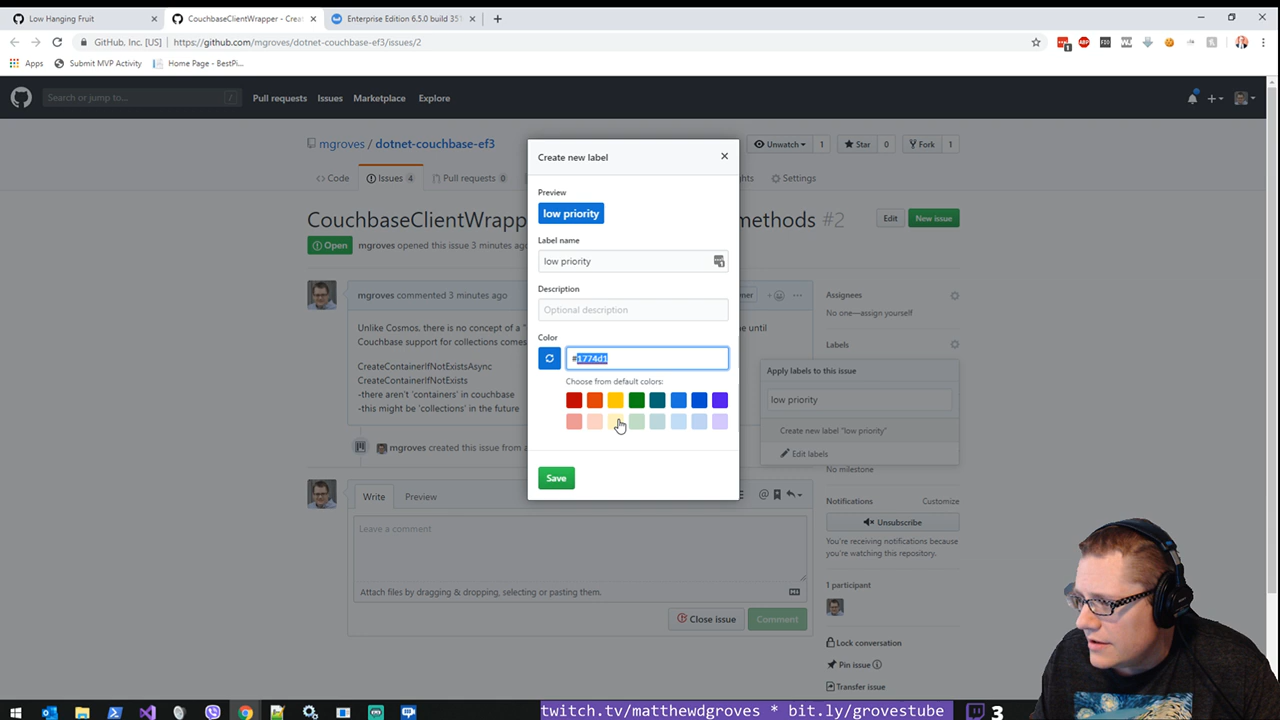 Low Hanging Fruit
CouchbaseClientWrapper - Crea
Enterprise Edition 6.5.0 build 351
GitHub, Inc. [US]
https://github.com/mgroves/dotnet-couchbase-ef3/issues/2
Apps
Submit MVP Activity
Home Page - BestPr...
Search or jump to...
/
Pull requests
Issues
Marketplace
Explore
mgroves / dotnet-couchbase-ef3
Unwatch
1
Star
0
Fork
1
Code
Issues 4
Pull requests 0
Settings
CouchbaseClientWrapp
methods #2
Edit
New issue
Open
mgroves opened this issue 3 minutes ago
mgroves commented 3 minutes ago
Unlike Cosmos, there is no concept of a "
ue until
Couchbase support for collections comes
CreateContainerIfNotExistsAsync
CreateContainerIfNotExists
-there aren't 'containers' in couchbase
-this might be 'collections' in the future
mgroves created this issue from a
Write
Preview
Leave a comment
Attach files by dragging & dropping, selecting or pasting them.
Close issue
Comment
Create new label
Preview
low priority
Label name
low priority
Description
Optional description
Color
#1774d1
Choose from default colors:
Save
Assignees
No one—assign yourself
Labels
Apply labels to this issue
low priority
Create new label "low priority"
Edit labels
No milestone
Notifications
Customize
Unsubscribe
You're receiving notifications because
you're watching this repository.
1 participant
Lock conversation
Pin issue
Transfer issue
twitch.tv/matthewdgroves * bit.ly/grovestube
3